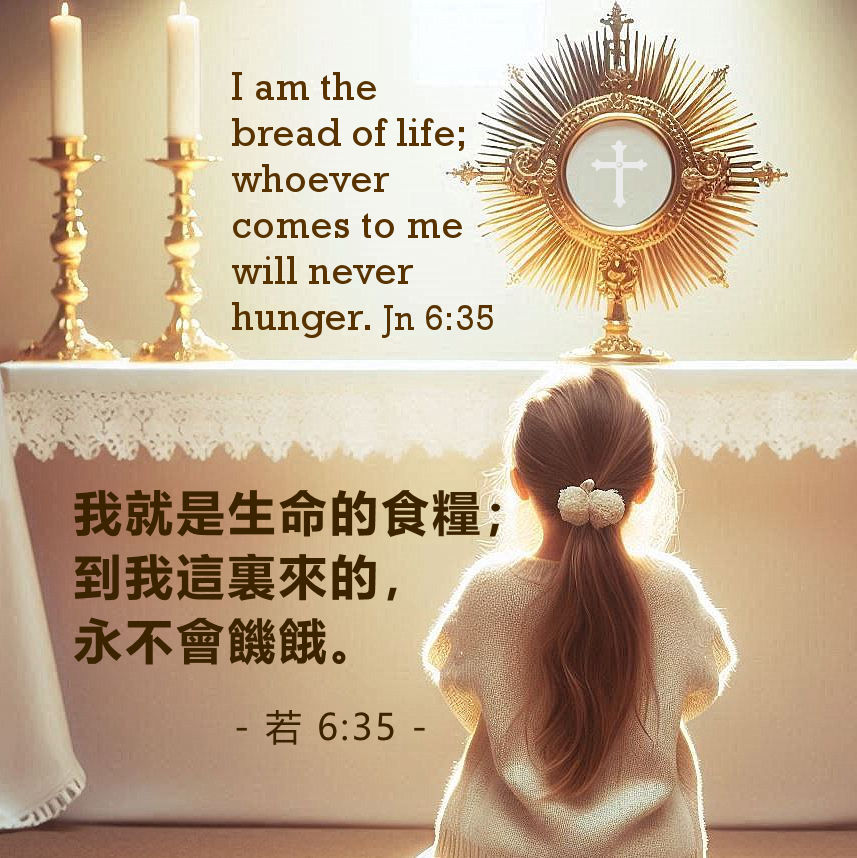 I am the
bread of life;
whoever
comes to me
will never
hunger. Jn 6:35
我就是生命的食糧；
到我這裏來的，
永不會饑餓。
- 若 6:35 -